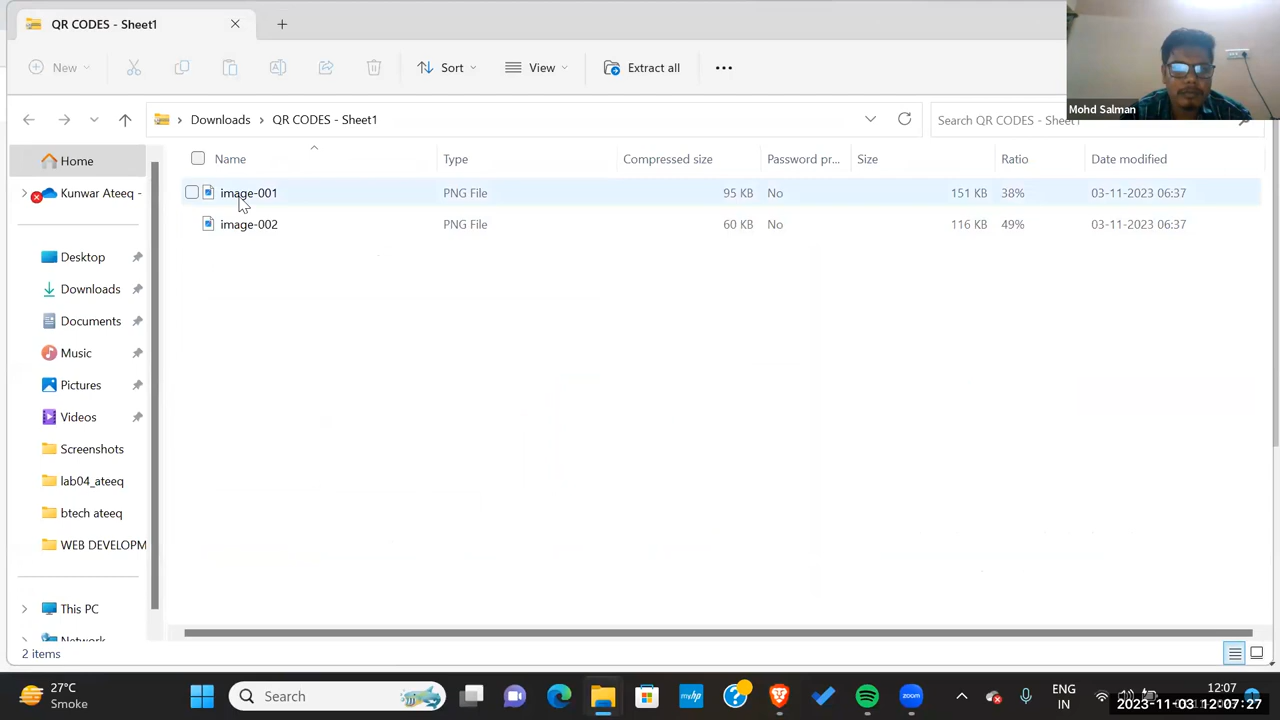 QR CODES - Sheet1
New
Sort
View
Extract all
Downloads
QR CODES - Sheet1
Search QR CODES - Sheet1
Mohd Salman
Name
Type
Compressed size
Password pr...
Size
Ratio
Date modified
image-001
PNG File
95 KB
No
151 KB
38%
03-11-2023 06:37
image-002
PNG File
60 KB
No
116 KB
49%
03-11-2023 06:37
Home
Kunwar Ateeq -
Desktop
Downloads
Documents
Music
Pictures
Videos
Screenshots
lab04_ateeq
btech ateeq
WEB DEVELOPM
This PC
Network
2 items
27°C
Smoke
Search
myhp
zoom
ENG
IN
12:07
2023-11-03 12:07:27